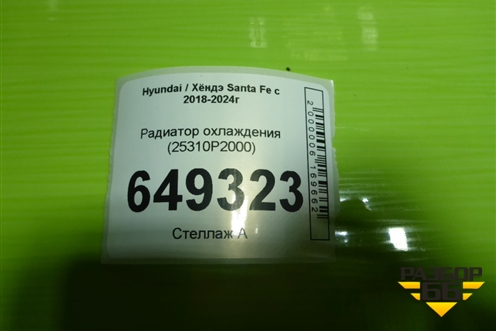 Hyundai / Хёндэ Santa Fe с
2018-2024г
Радиатор охлаждения
(25310P2000)
649323
Стеллаж А
2000006169662
РАЗБОР
66